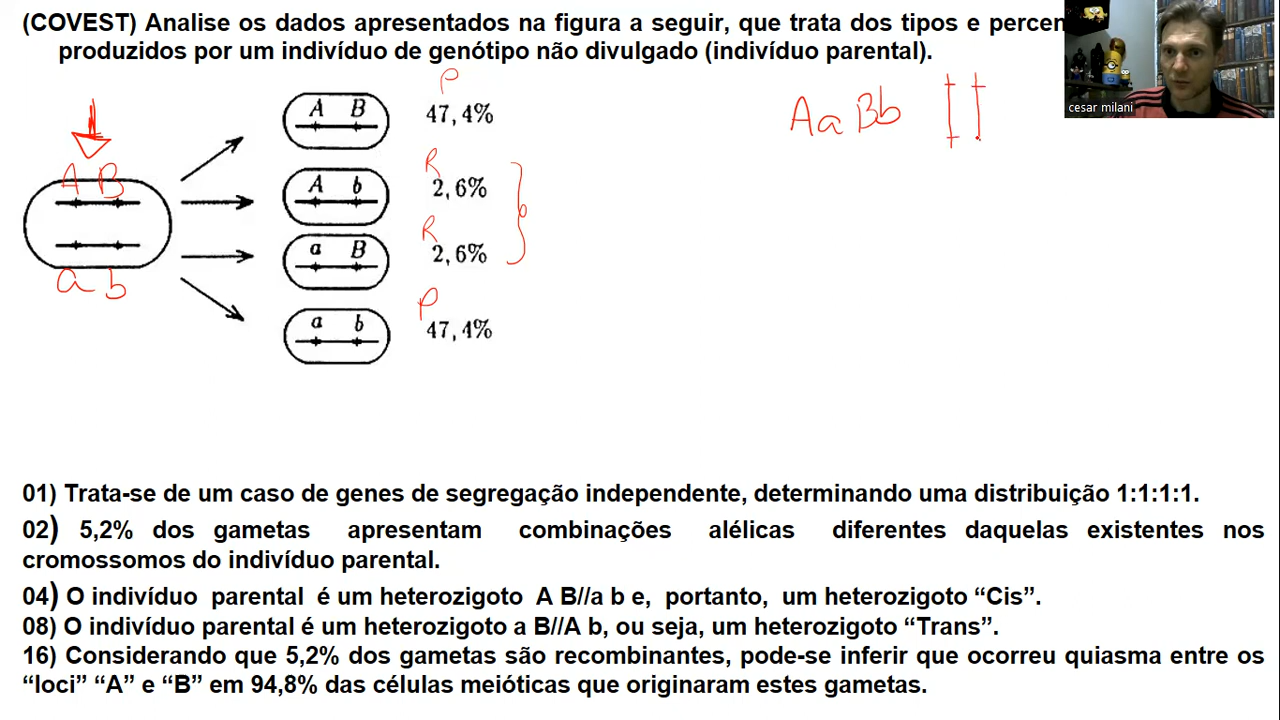 (COVEST) Analise os dados apresentados na figura a seguir, que trata dos tipos e
produzidos por um indivíduo de genótipo não divulgado (indivíduo parental).
cesar milani
AaBb
A B
a b
A B
P
47,4%
A b
R
2,6%
a B
R
2,6%
a b
P
47,4%
01) Trata-se de um caso de genes de segregação independente, determinando uma distribuição 1:1:1:1.
02) 5,2% dos gametas apresentam combinações alélicas diferentes daquelas existentes nos
cromossomos do indivíduo parental.
04) O indivíduo parental é um heterozigoto A B//a b e, portanto, um heterozigoto “Cis”.
08) O indivíduo parental é um heterozigoto a B//A b, ou seja, um heterozigoto “Trans”.
16) Considerando que 5,2% dos gametas são recombinantes, pode-se inferir que ocorreu quiasma entre os
“loci” “A” e “B” em 94,8% das células meióticas que originaram estes gametas.